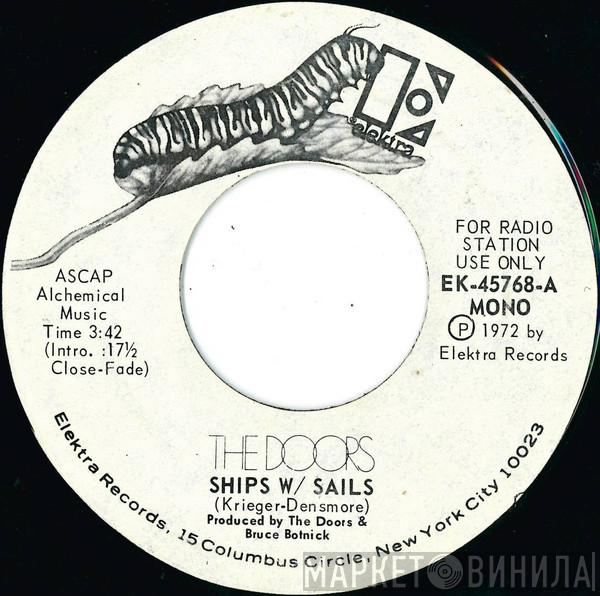 elektra
FOR RADIO
STATION
USE ONLY
EK-45768-A
MONO
Ⓟ 1972 by
Elektra Records
ASCAP
Alchemical
Music
Time 3:42
(Intro. :17½
Close-Fade)
THE DOORS
SHIPS W/ SAILS
(Krieger-Densmore)
Produced by The Doors &
Bruce Botnick
Elektra Records, 15 Columbus Circle, New York City 10023
МАРКЕТ ВИНИЛА